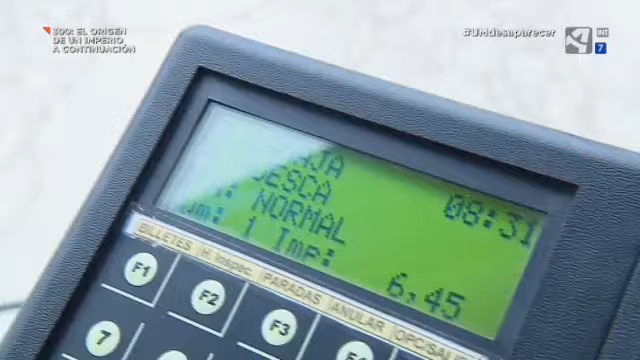 300: EL ORIGEN
DE UN IMPERIO
A CONTINUACIÓN
#UMdesaparecer
INT
7
08:31
NORMAL
1 Imp:
6,45
BILLETES
H. Inspec.
PARADAS
ANULAR
F1
F2
F3
7